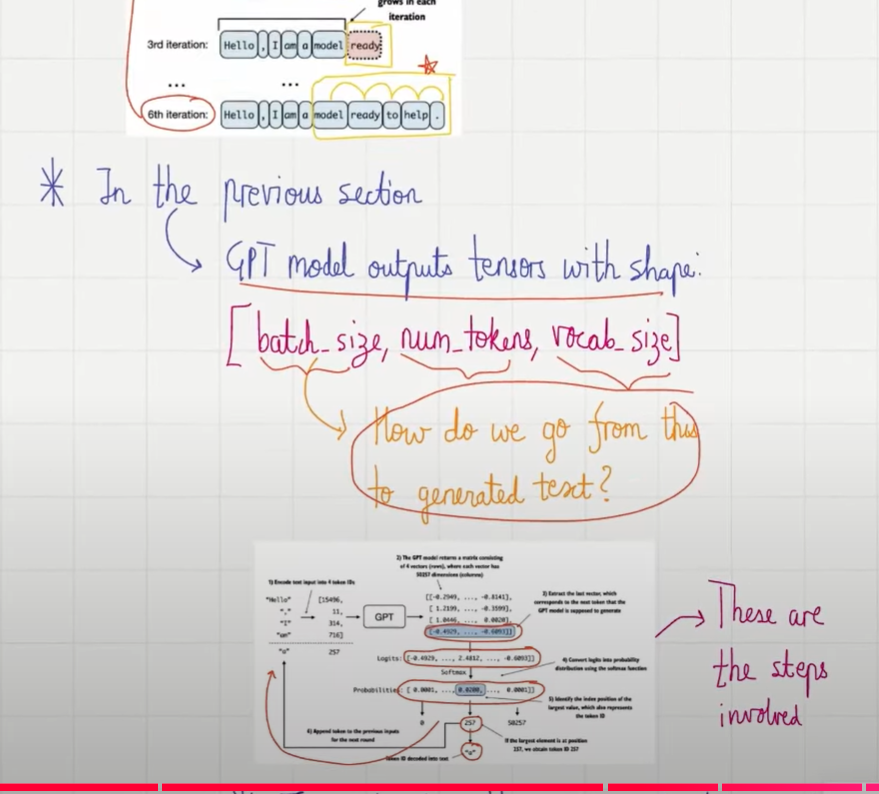 grows in each
iteration
3rd iteration: Hello , I am a model ready
... ...
6th iteration: Hello , I am a model ready to help .
* In the previous section
GPT model outputs tensors with shape:
[batch_size, num_tokens, vocab_size]
How do we go from this
to generated text?
2) The GPT model returns a matrix consisting
of 4 vectors (rows), where each vector has
50257 dimensions (columns)
1) Encode text input into 4 token IDs
"Hello" [15496,
"," 11,
"I" 314,
"am" 716]
"a" 257
GPT
[[-0.2949, ..., -0.8141],
[ 1.2199, ..., -0.3599],
[ 1.0446, ..., 0.0020],
[-0.4929, ..., -0.6093]]
3) Extract the last vector, which
corresponds to the next token that the
GPT model is supposed to generate
Logits: [[-0.4929, ..., 2.4812, ..., -0.6093]]
Softmax
4) Convert logits into probability
distribution using the softmax function
Probabilities: [ 0.0001, ..., 0.0200, ..., 0.0001]]
5) Identify the index position of the
largest value, which also represents
the token ID
0 257 50257
6) Append token to the previous inputs
for the next round
If the largest element is at position
257, we obtain token ID 257
"a"
Token ID decoded into text
These are
the steps
involved